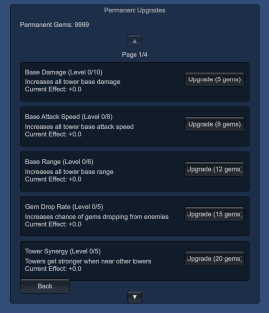 Permanent Upgrades
Permanent Gems: 9999
▲
Page 1/4
Base Damage (Level 0/10)
Increases all tower base damage
Current Effect: +0.0
Upgrade (5 gems)
Base Attack Speed (Level 0/8)
Increases all tower base attack speed
Current Effect: +0.0
Upgrade (8 gems)
Base Range (Level 0/6)
Increases all tower base range
Current Effect: +0.0
Upgrade (12 gems)
Gem Drop Rate (Level 0/5)
Increases chance of gems dropping from enemies
Current Effect: +0.0
Upgrade (15 gems)
Tower Synergy (Level 0/5)
Towers get stronger when near other towers
Current Effect: +0.0
Upgrade (20 gems)
Back
▼